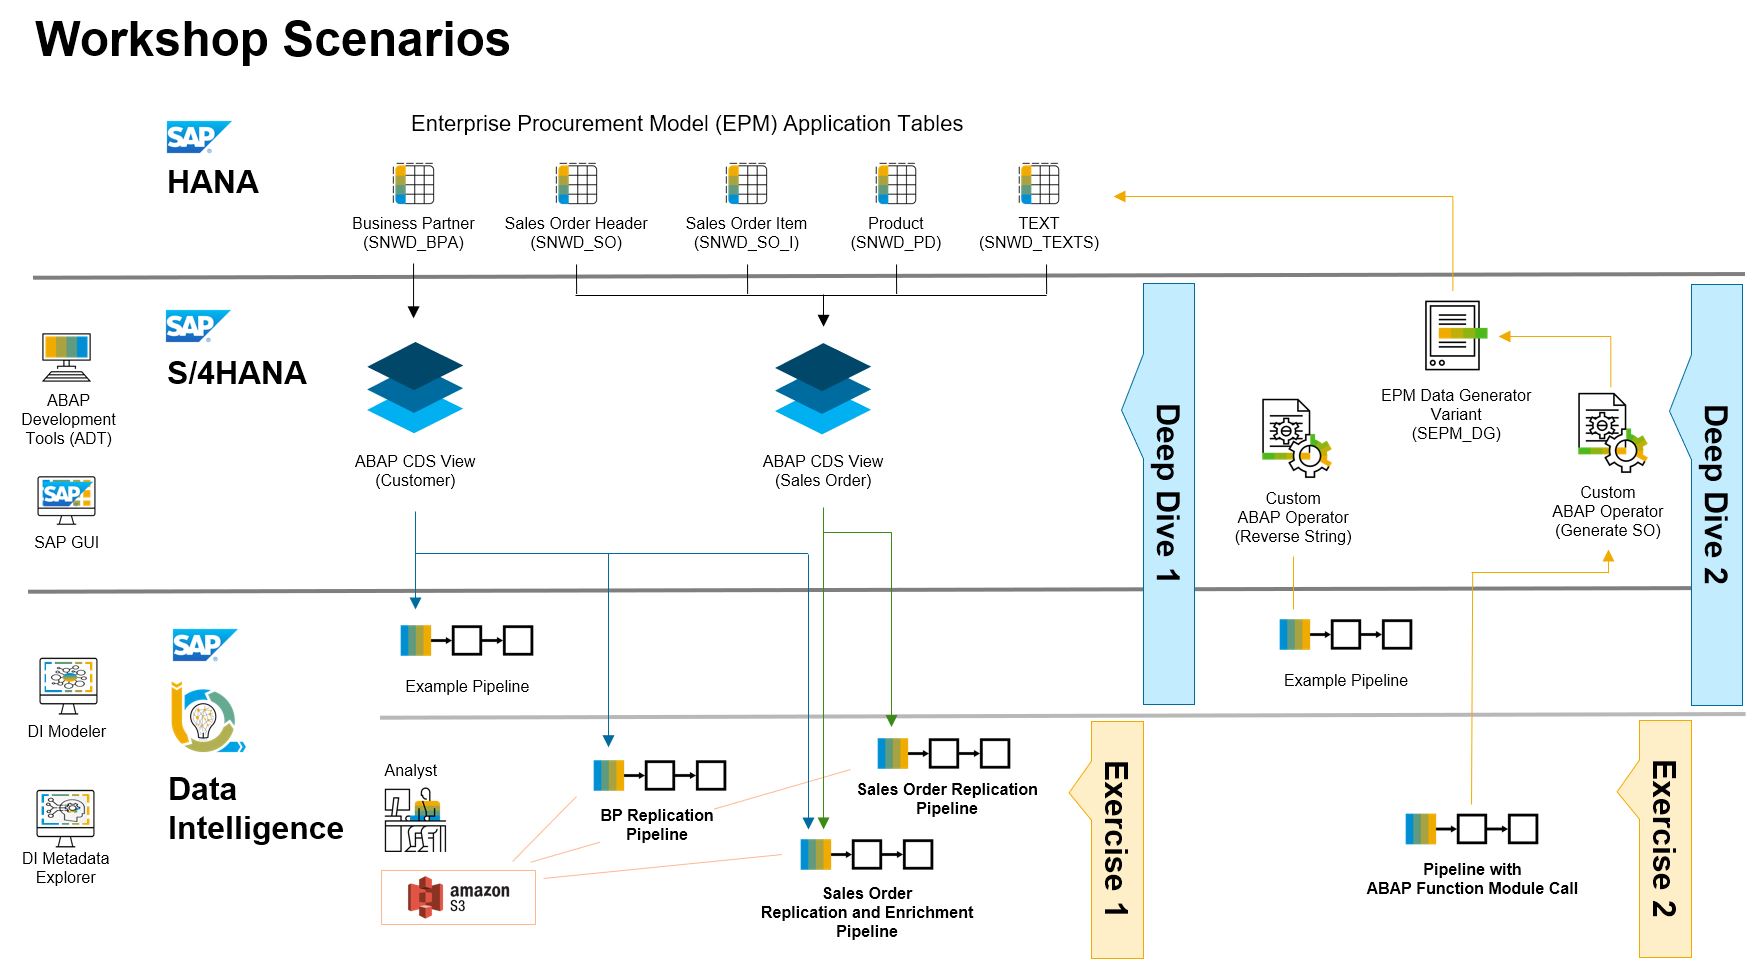 Workshop Scenarios
SAP
HANA
Enterprise Procurement Model (EPM) Application Tables
Business Partner
(SNWD_BPA)
Sales Order Header
(SNWD_SO)
Sales Order Item
(SNWD_SO_I)
Product
(SNWD_PD)
TEXT
(SNWD_TEXTS)
SAP
S/4HANA
ABAP
Development
Tools (ADT)
SAP
SAP GUI
ABAP CDS View
(Customer)
ABAP CDS View
(Sales Order)
Deep Dive 1
Custom
ABAP Operator
(Reverse String)
EPM Data Generator
Variant
(SEPM_DG)
Custom
ABAP Operator
(Generate SO)
Deep Dive 2
SAP
Data
Intelligence
DI Modeler
DI Metadata
Explorer
Example Pipeline
Example Pipeline
Analyst
amazon
S3
BP Replication
Pipeline
Sales Order Replication
Pipeline
Sales Order
Replication and Enrichment
Pipeline
Exercise 1
Pipeline with
ABAP Function Module Call
Exercise 2